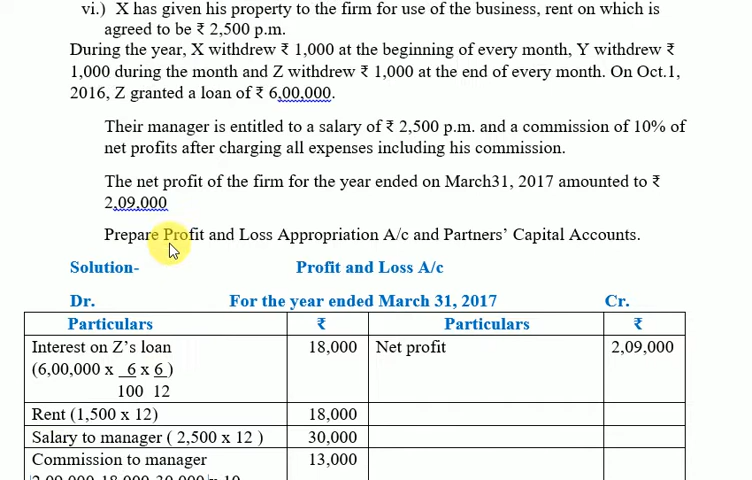 vi.) X has given his property to the firm for use of the business, rent on which is
agreed to be ₹ 2,500 p.m.
During the year, X withdrew ₹ 1,000 at the beginning of every month, Y withdrew ₹
1,000 during the month and Z withdrew ₹ 1,000 at the end of every month. On Oct.1,
2016, Z granted a loan of ₹ 6,00,000.
Their manager is entitled to a salary of ₹ 2,500 p.m. and a commission of 10% of
net profits after charging all expenses including his commission.
The net profit of the firm for the year ended on March31, 2017 amounted to ₹
2,09,000
Prepare Profit and Loss Appropriation A/c and Partners' Capital Accounts.
Solution- Profit and Loss A/c
Dr. For the year ended March 31, 2017 Cr.
Particulars ₹ Particulars ₹
Interest on Z's loan 18,000 Net profit 2,09,000
(6,00,000 x 6 x 6)
100 12
Rent (1,500 x 12) 18,000
Salary to manager ( 2,500 x 12 ) 30,000
Commission to manager 13,000